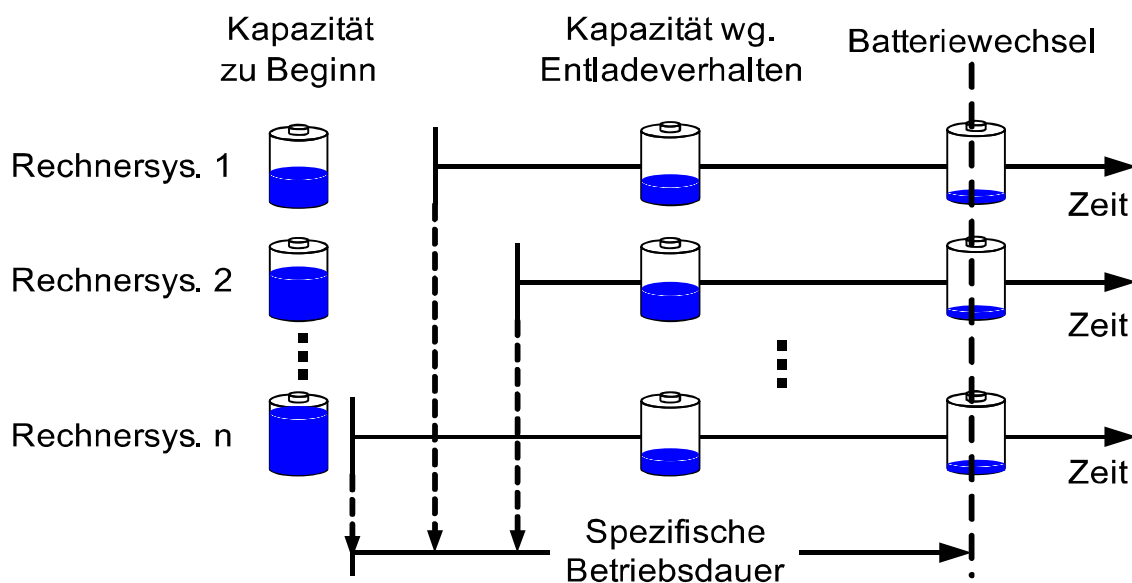 Kapazität
zu Beginn
Kapazität wg.
Entladeverhalten
Batteriewechsel
Rechnersys. 1
Zeit
Rechnersys. 2
Zeit
Rechnersys. n
Zeit
Spezifische
Betriebsdauer